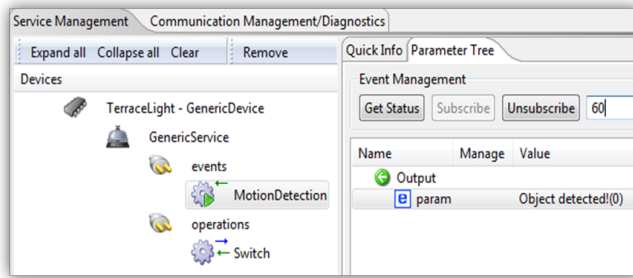 Service Management
Communication Management/Diagnostics
Expand all Collapse all Clear Remove
Devices
TerraceLight - GenericDevice
GenericService
events
MotionDetection
operations
Switch
Quick Info Parameter Tree
Event Management
Get Status Subscribe Unsubscribe 60
Name Manage Value
Output
param Object detected!(0)